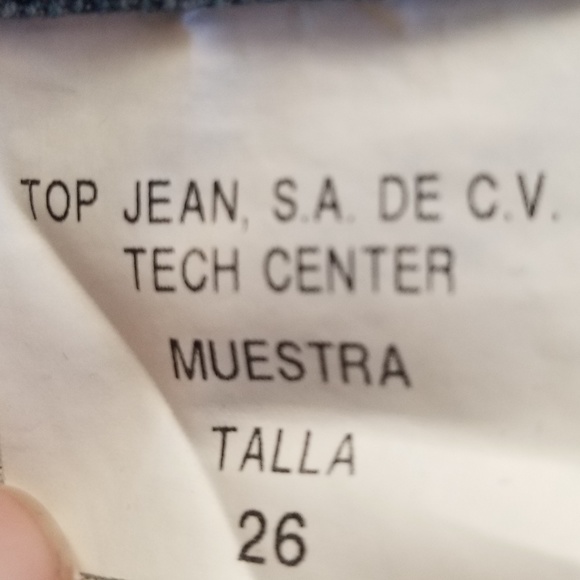 TOP JEAN, S.A. DE C.V.
TECH CENTER
MUESTRA
TALLA
26